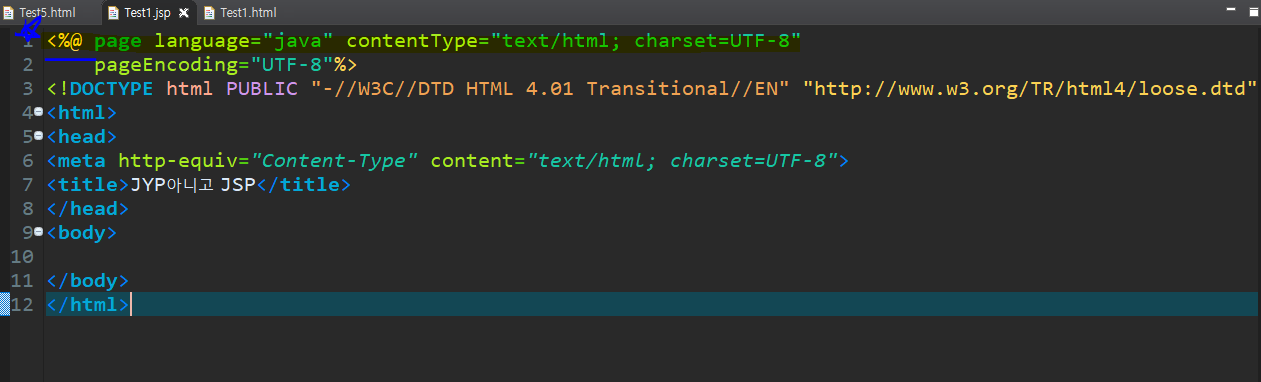 Test5.html Test1.jsp Test1.html
1 <%@ page language="java" contentType="text/html; charset=UTF-8"
2 pageEncoding="UTF-8"%>
3 <!DOCTYPE html PUBLIC "-//W3C//DTD HTML 4.01 Transitional//EN" "http://www.w3.org/TR/html4/loose.dtd"
4 <html>
5 <head>
6 <meta http-equiv="Content-Type" content="text/html; charset=UTF-8">
7 <title>JYP아니고 JSP</title>
8 </head>
9 <body>
10
11 </body>
12 </html>